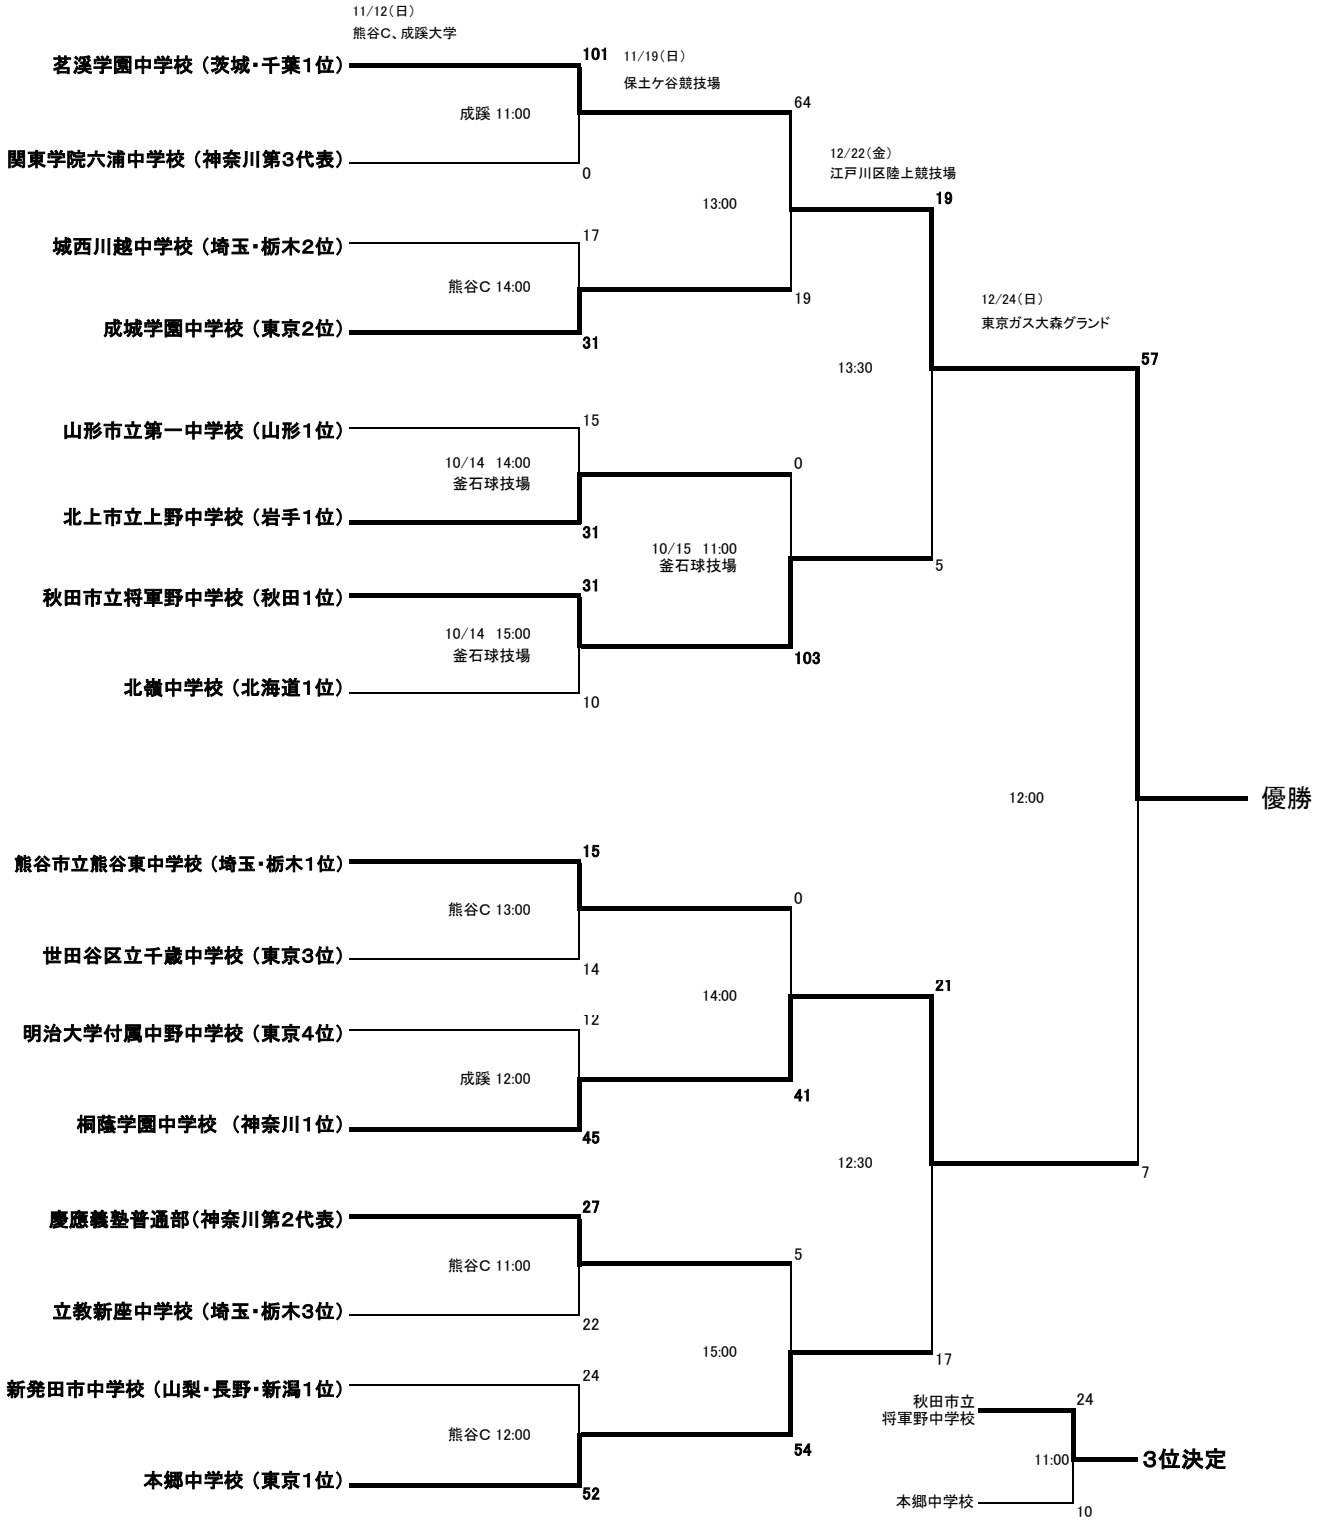 11/12(日)
熊谷C、成蹊大学
茗溪学園中学校 (茨城・千葉1位)
101
11/19(日)
保土ケ谷競技場
成蹊 11:00
64
関東学院六浦中学校 (神奈川第3代表)
0
12/22(金)
江戸川区陸上競技場
13:00
19
城西川越中学校 (埼玉・栃木2位)
17
熊谷C 14:00
19
12/24(日)
東京ガス大森グランド
成城学園中学校 (東京2位)
31
13:30
57
山形市立第一中学校 (山形1位)
15
10/14 14:00
釜石球技場
0
北上市立上野中学校 (岩手1位)
31
10/15 11:00
釜石球技場
5
秋田市立将軍野中学校 (秋田1位)
31
10/14 15:00
釜石球技場
103
北嶺中学校 (北海道1位)
10
12:00
優勝
熊谷市立熊谷東中学校 (埼玉・栃木1位)
15
熊谷C 13:00
0
世田谷区立千歳中学校 (東京3位)
14
14:00
21
明治大学付属中野中学校 (東京4位)
12
成蹊 12:00
41
桐蔭学園中学校 (神奈川1位)
45
12:30
7
慶應義塾普通部(神奈川第2代表)
27
熊谷C 11:00
5
立教新座中学校 (埼玉・栃木3位)
22
15:00
17
新発田市中学校 (山梨・長野・新潟1位)
24
熊谷C 12:00
54
本郷中学校 (東京1位)
52
秋田市立
将軍野中学校
24
11:00
3位決定
本郷中学校
10